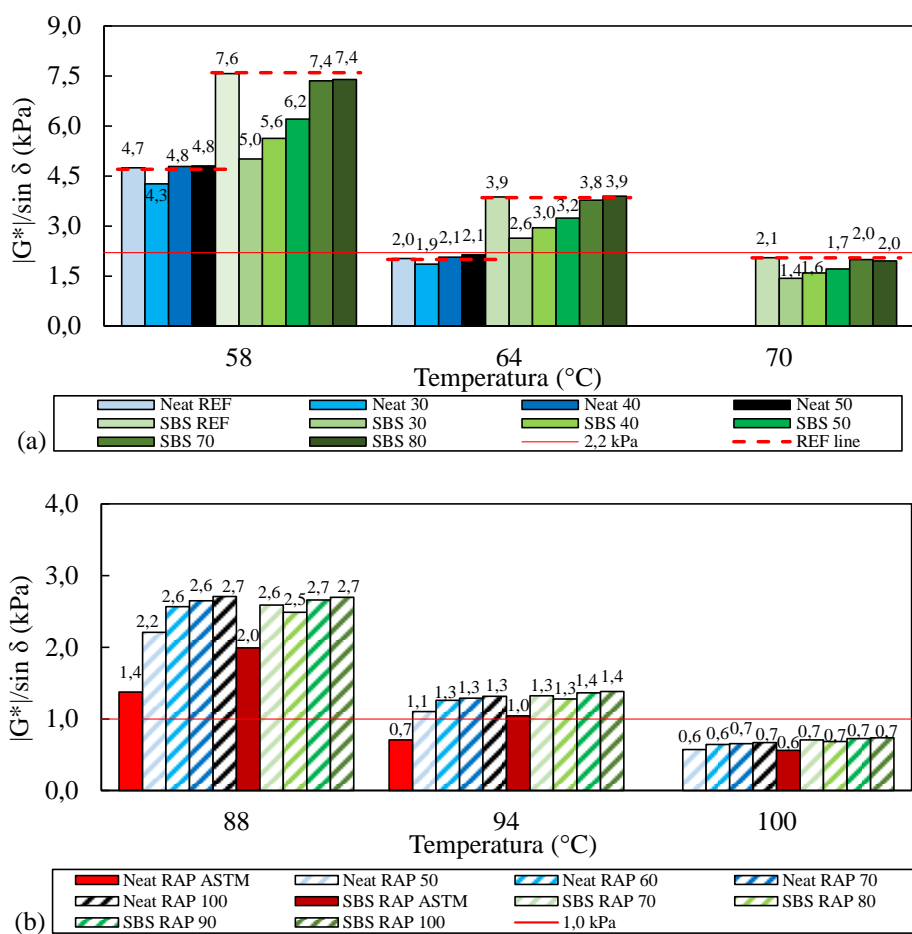 9,0
7,5
6,0
4,5
3,0
1,5
0,0
|G*|/sin δ (kPa)
4,7 4,3 4,8 4,8 7,6 5,0 5,6 6,2 7,4 7,4
2,0 1,9 2,1 2,1 3,9 2,6 3,0 3,2 3,8 3,9
2,1 1,4 1,6 1,7 2,0 2,0
58 64 70
Temperatura (°C)
Neat REF Neat 30 Neat 40 Neat 50
SBS REF SBS 30 SBS 40 SBS 50
(a) SBS 70 SBS 80 2,2 kPa REF line
4,0
3,0
2,0
1,0
0,0
|G*|/sin δ (kPa)
1,4 2,2 2,6 2,6 2,7 2,0 2,6 2,5 2,7 2,7
0,7 1,1 1,3 1,3 1,3 1,0 1,3 1,3 1,4 1,4
0,6 0,6 0,7 0,7 0,6 0,7 0,7 0,7 0,7
88 94 100
Temperatura (°C)
Neat RAP ASTM Neat RAP 50 Neat RAP 60 Neat RAP 70
Neat RAP 100 SBS RAP ASTM SBS RAP 70 SBS RAP 80
(b) SBS RAP 90 SBS RAP 100 1,0 kPa